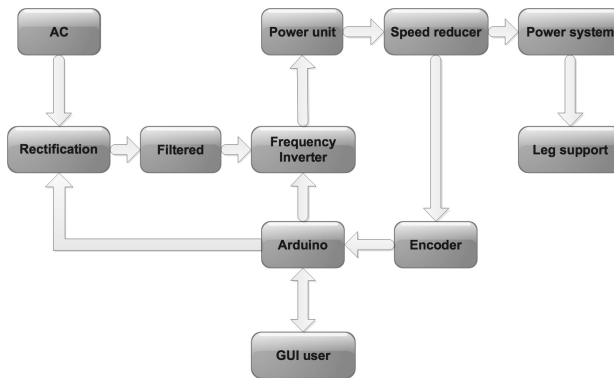 AC
Power unit
Speed reducer
Power system
Rectification
Filtered
Frequency
Inverter
Leg support
Arduino
Encoder
GUI user